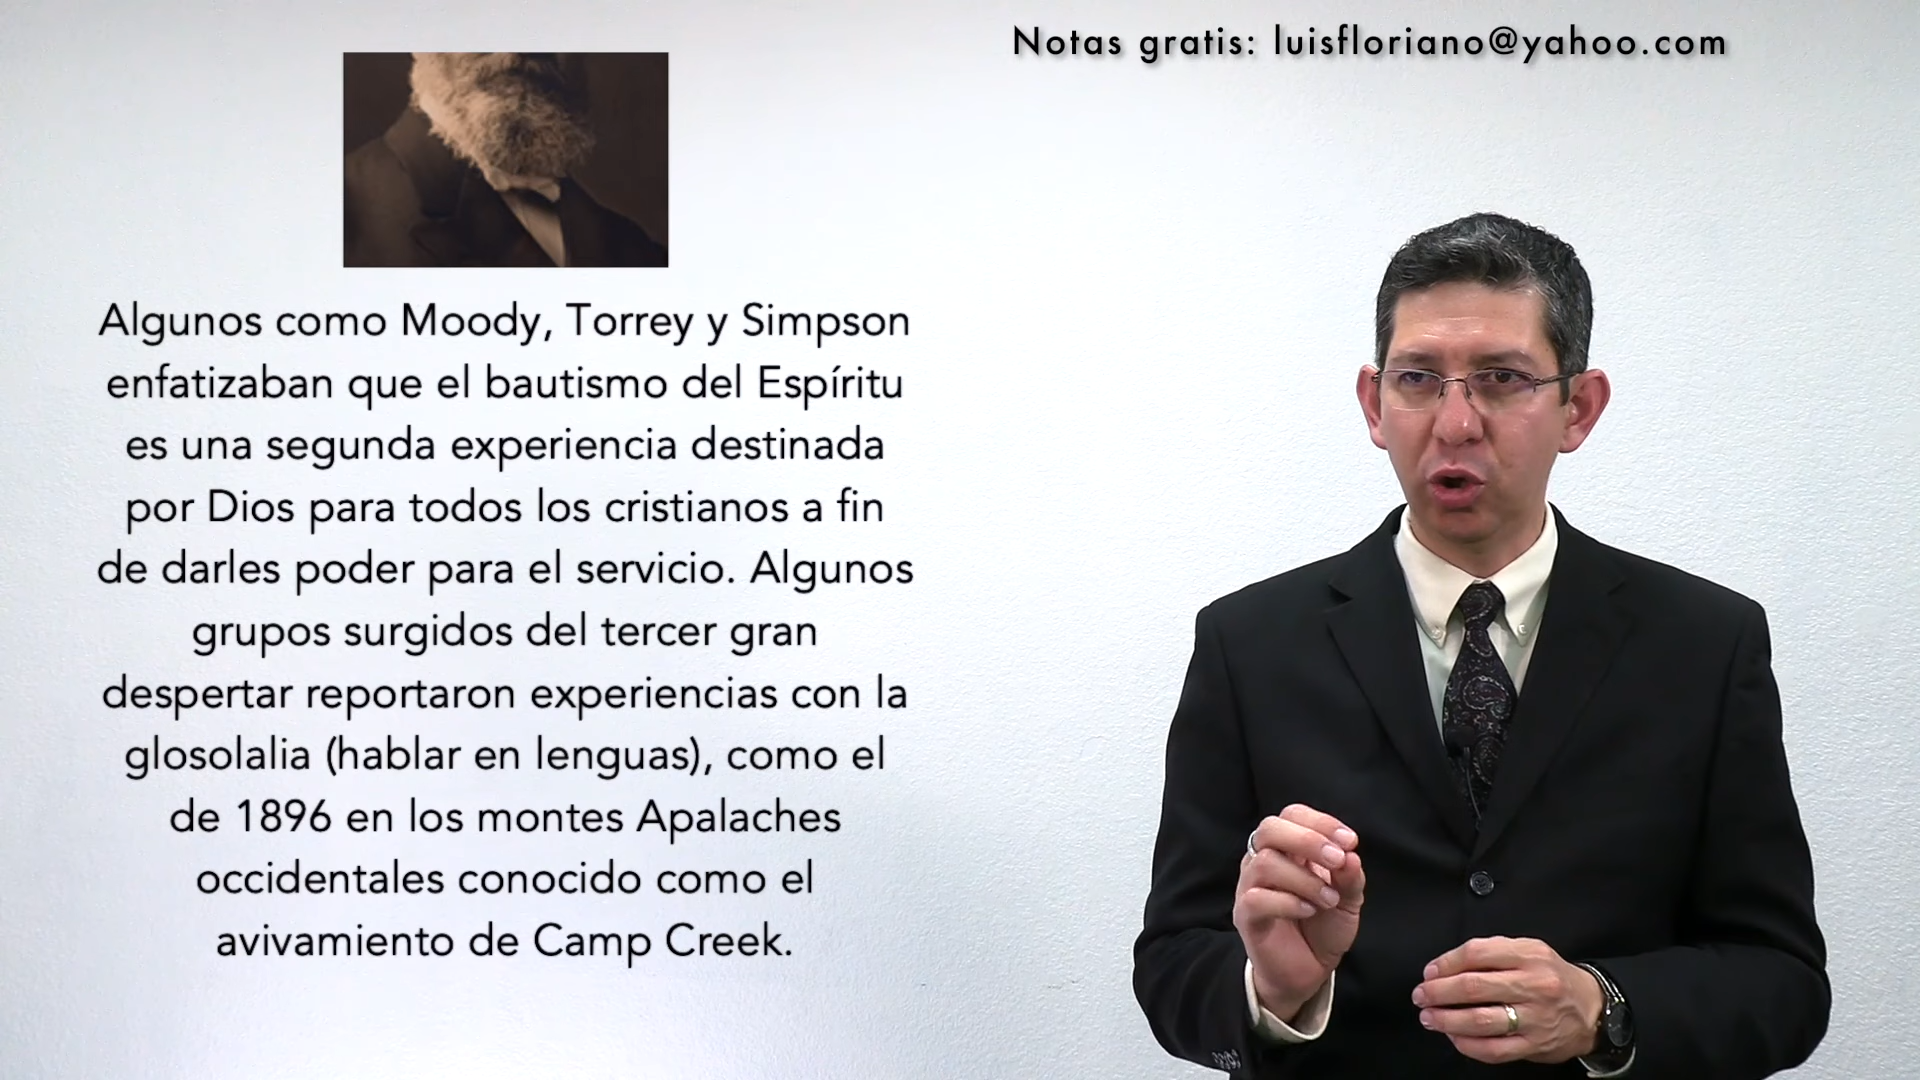 Notas gratis: luisfloriano@yahoo.com
Algunos como Moody, Torrey y Simpson
enfatizaban que el bautismo del Espíritu
es una segunda experiencia destinada
por Dios para todos los cristianos a fin
de darles poder para el servicio. Algunos
grupos surgidos del tercer gran
despertar reportaron experiencias con la
glosolalia (hablar en lenguas), como el
de 1896 en los montes Apalaches
occidentales conocido como el
avivamiento de Camp Creek.